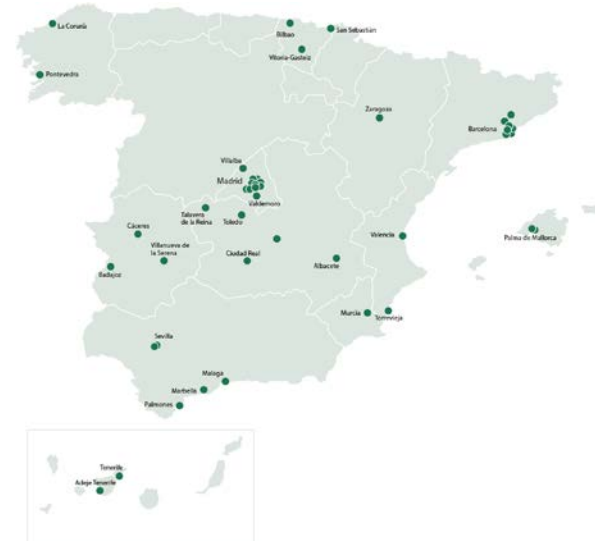 La Coruña
Bilbao
San Sebastián
Vitoria-Gasteiz
Pontevedro
Zaragoza
Barcelona
Villalba
Madrid
Valdemoro
Talavera
de la Reina
Toledo
Cáceres
Villanueva de
la Serena
Ciudad Real
Valencia
Palma de Mallorca
Badajoz
Albacete
Murcia
Torrevieja
Sevilla
Malaga
Marbella
Palmones
Tenerife
Adeje Tenerife